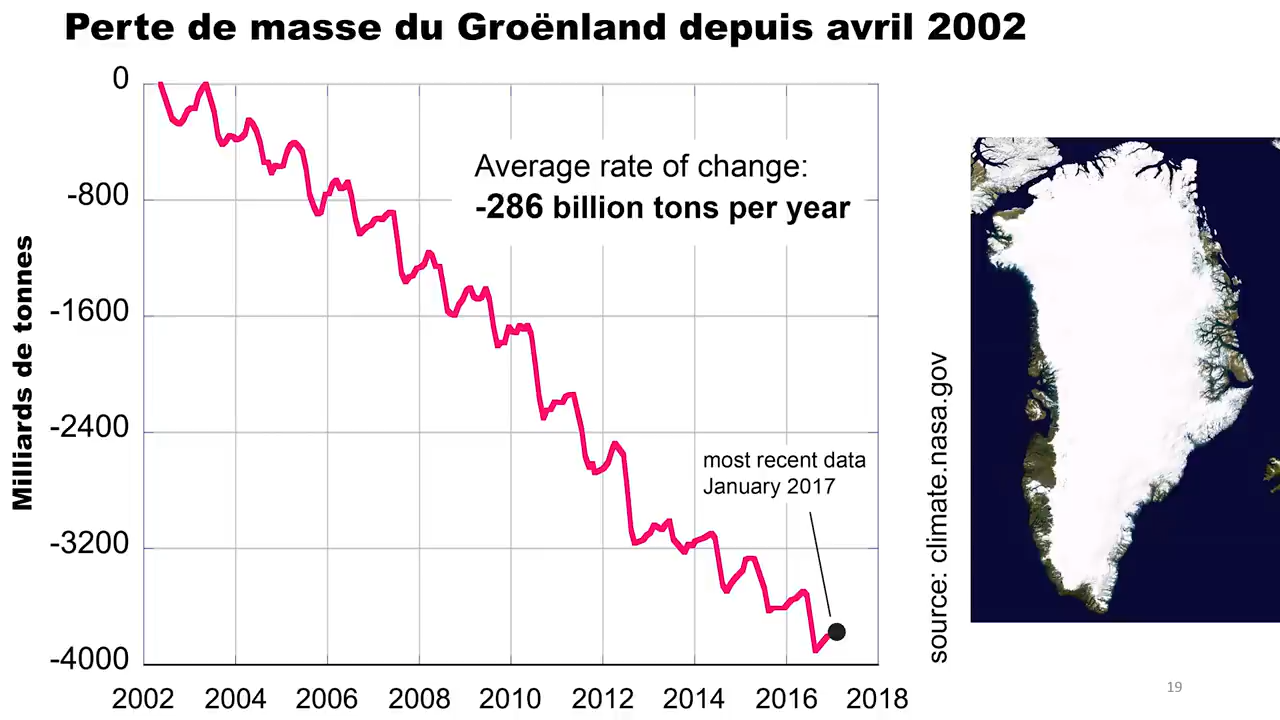 Perte de masse du Groënland depuis avril 2002
0
-800
-1600
-2400
-3200
-4000
Milliards de tonnes
Average rate of change:
-286 billion tons per year
most recent data
January 2017
2002 2004 2006 2008 2010 2012 2014 2016 2018
source: climate.nasa.gov
19